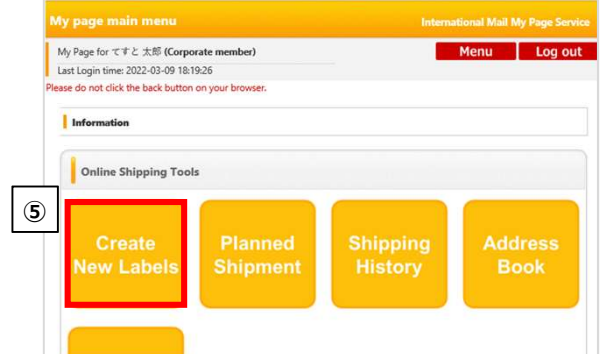 My page main menu International Mail My Page Service
My Page for てすと 太郎 (Corporate member) Menu Log out
Last Login time: 2022-03-09 18:19:26
Please do not click the back button on your browser.
Information
Online Shipping Tools
⑤
Create New Labels
Planned Shipment
Shipping History
Address Book